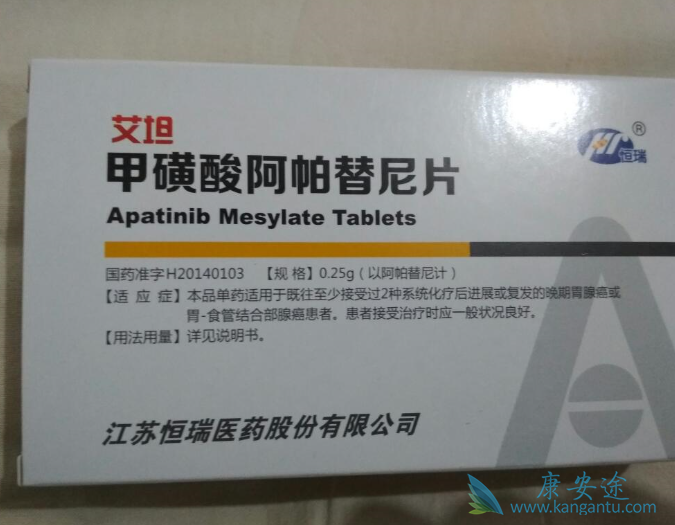 艾坦
恒瑞®
甲磺酸阿帕替尼片
Apatinib Mesylate Tablets
国药准字H20140103 【规 格】0.25g（以阿帕替尼计）
【适 应 症】本品单药适用于既往至少接受过2种系统化疗后进展或复发的晚期胃腺癌或
胃-食管结合部腺癌患者。患者接受治疗时应一般状况良好。
【用法用量】详见说明书。
江苏恒瑞医药股份有限公司
康安途
www.kangantu.com